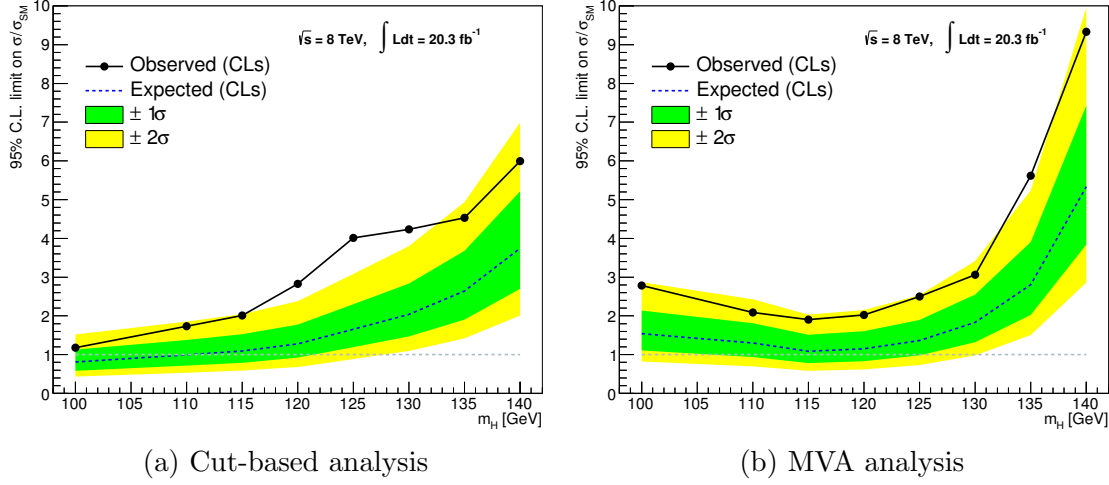 95% C.L. limit on σ/σSM
10
9
8
7
6
5
4
3
2
1
0
√s = 8 TeV, ∫ Ldt = 20.3 fb-1
Observed (CLs)
Expected (CLs)
± 1σ
± 2σ
100 105 110 115 120 125 130 135 140
mH [GeV]
(a) Cut-based analysis
95% C.L. limit on σ/σSM
10
9
8
7
6
5
4
3
2
1
0
√s = 8 TeV, ∫ Ldt = 20.3 fb-1
Observed (CLs)
Expected (CLs)
± 1σ
± 2σ
100 105 110 115 120 125 130 135 140
mH [GeV]
(b) MVA analysis